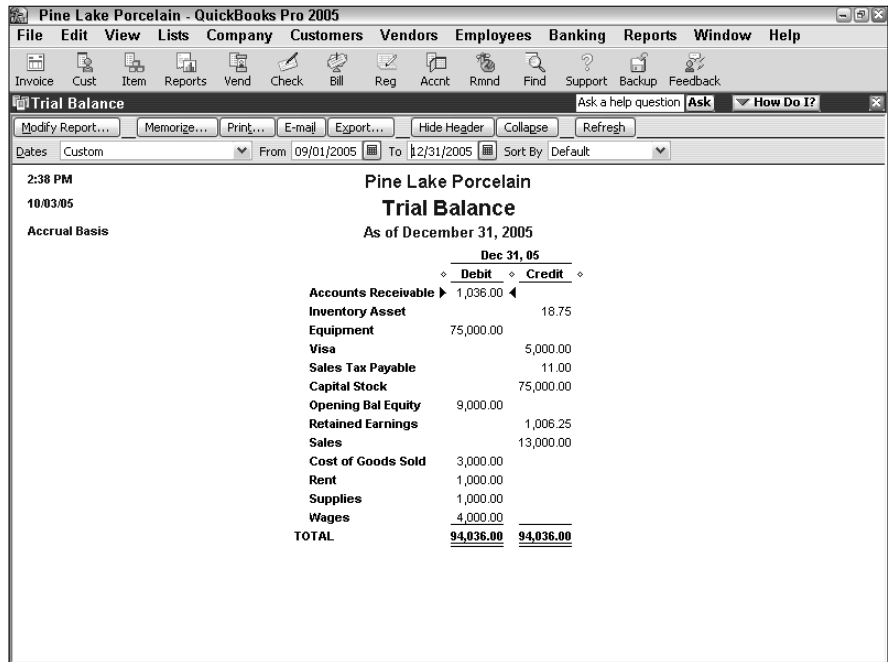 Pine Lake Porcelain - QuickBooks Pro 2005
File Edit View Lists Company Customers Vendors Employees Banking Reports Window Help
Invoice Cust Item Reports Vend Check Bill Reg Accnt Rmnd Find Support Backup Feedback
Trial Balance Ask a help question Ask How Do I?
Modify Report... Memorize... Print... E-mail Export... Hide Header Collapse Refresh
Dates Custom From 09/01/2005 To 12/31/2005 Sort By Default
2:38 PM Pine Lake Porcelain
10/03/05 Trial Balance
Accrual Basis As of December 31, 2005
Dec 31, 05
Debit Credit
Accounts Receivable 1,036.00
Inventory Asset 18.75
Equipment 75,000.00
Visa 5,000.00
Sales Tax Payable 11.00
Capital Stock 75,000.00
Opening Bal Equity 9,000.00
Retained Earnings 1,006.25
Sales 13,000.00
Cost of Goods Sold 3,000.00
Rent 1,000.00
Supplies 1,000.00
Wages 4,000.00
TOTAL 94,036.00 94,036.00